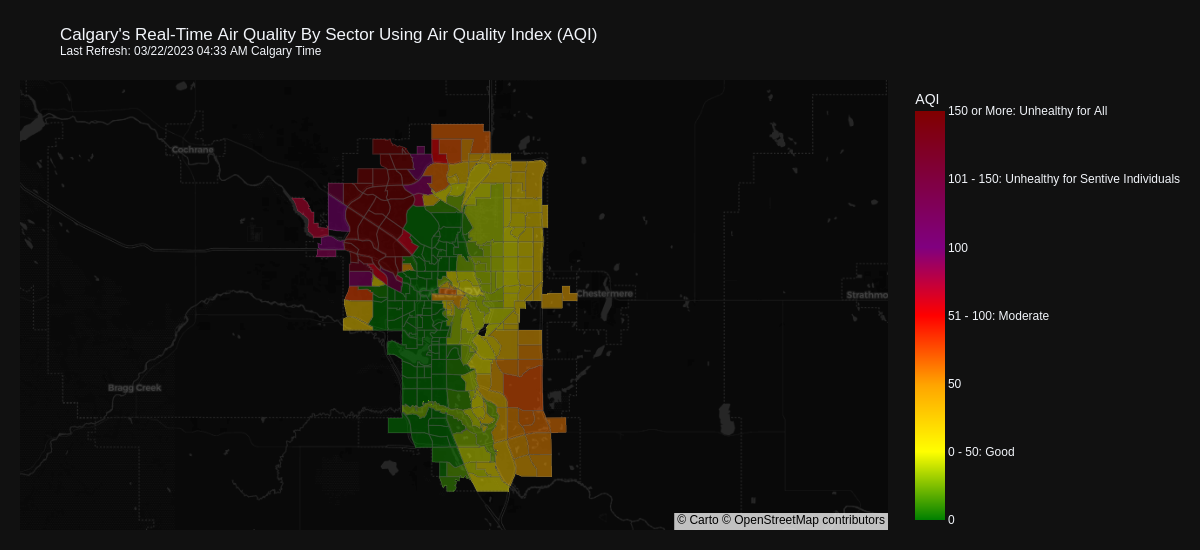 Calgary's Real-Time Air Quality By Sector Using Air Quality Index (AQI)
Last Refresh: 03/22/2023 04:33 AM Calgary Time
AQI
150 or More: Unhealthy for All
101 - 150: Unhealthy for Sentive Individuals
100
51 - 100: Moderate
50
0 - 50: Good
0
Cochrane
Chestermere
Strathmo
Bragg Creek
© Carto © OpenStreetMap contributors